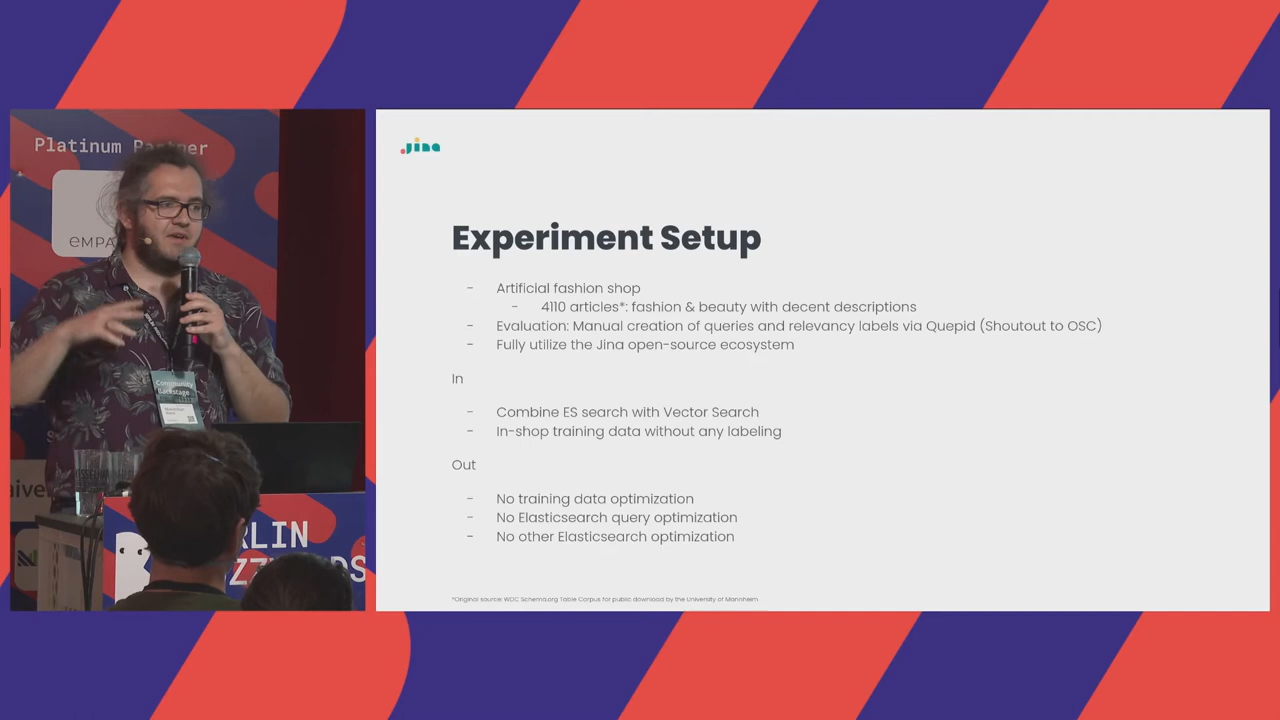 Platinum Partner
EMPA
Community
Backstage
RLIN
ZZ
DS
Jina
Experiment Setup
- Artificial fashion shop
- 4110 articles*: fashion & beauty with decent descriptions
- Evaluation: Manual creation of queries and relevancy labels via Quepid (Shoutout to OSC)
- Fully utilize the Jina open-source ecosystem
In
- Combine ES search with Vector Search
- In-shop training data without any labeling
Out
- No training data optimization
- No Elasticsearch query optimization
- No other Elasticsearch optimization
*Original source: WDC Schema.org Table Corpus for public download by the University of Mannheim